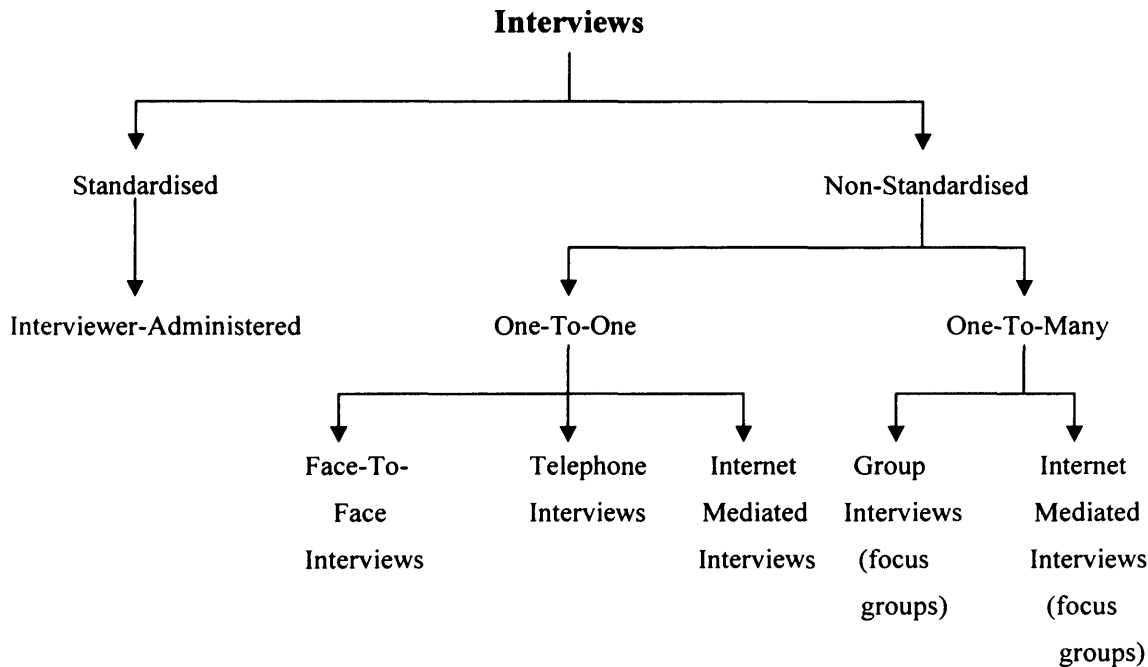 Interviews
Standardised
Non-Standardised
Interviewer-Administered
One-To-One
One-To-Many
Face-To-
Face
Interviews
Telephone
Interviews
Internet
Mediated
Interviews
Group
Interviews
(focus
groups)
Internet
Mediated
Interviews
(focus
groups)